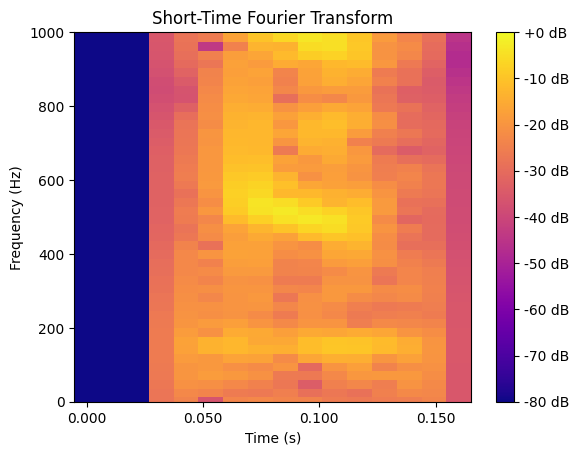 Short-Time Fourier Transform
1000
800
600
400
200
0
Frequency (Hz)
0.000
0.050
0.100
0.150
Time (s)
+0 dB
-10 dB
-20 dB
-30 dB
-40 dB
-50 dB
-60 dB
-70 dB
-80 dB